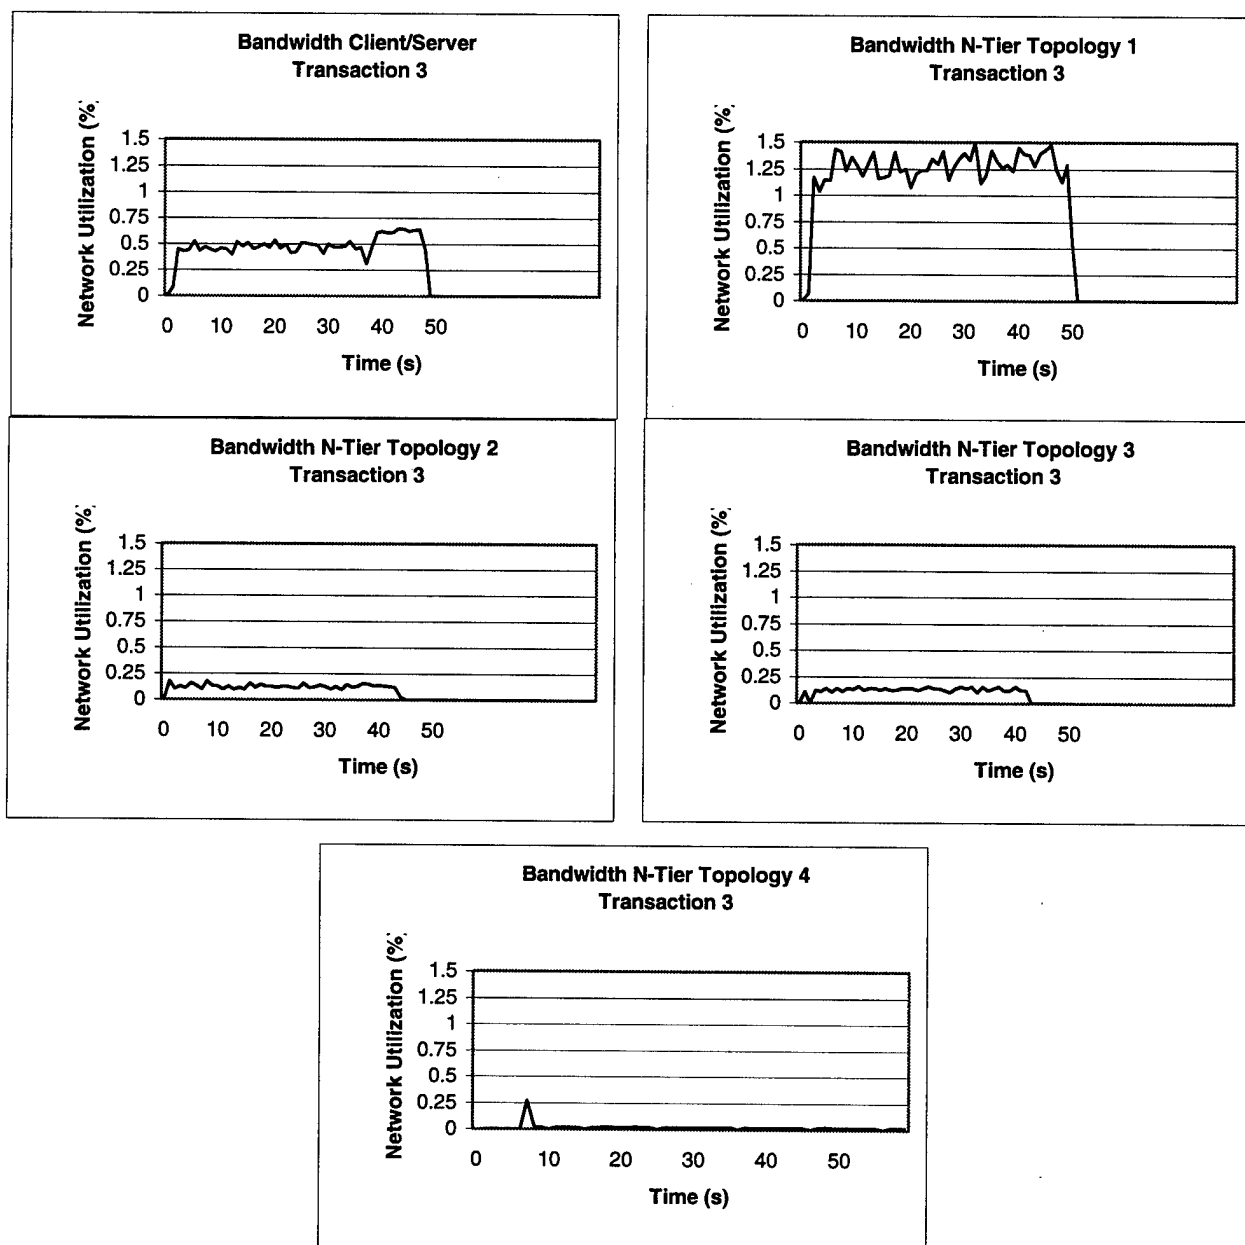 Bandwidth Client/Server
Transaction 3
Network Utilization (%)
1.5
1.25
1
0.75
0.5
0.25
0
0 10 20 30 40 50
Time (s)
Bandwidth N-Tier Topology 1
Transaction 3
Network Utilization (%)
1.5
1.25
1
0.75
0.5
0.25
0
0 10 20 30 40 50
Time (s)
Bandwidth N-Tier Topology 2
Transaction 3
Network Utilization (%)
1.5
1.25
1
0.75
0.5
0.25
0
0 10 20 30 40 50
Time (s)
Bandwidth N-Tier Topology 3
Transaction 3
Network Utilization (%)
1.5
1.25
1
0.75
0.5
0.25
0
0 10 20 30 40 50
Time (s)
Bandwidth N-Tier Topology 4
Transaction 3
Network Utilization (%)
1.5
1.25
1
0.75
0.5
0.25
0
0 10 20 30 40 50
Time (s)